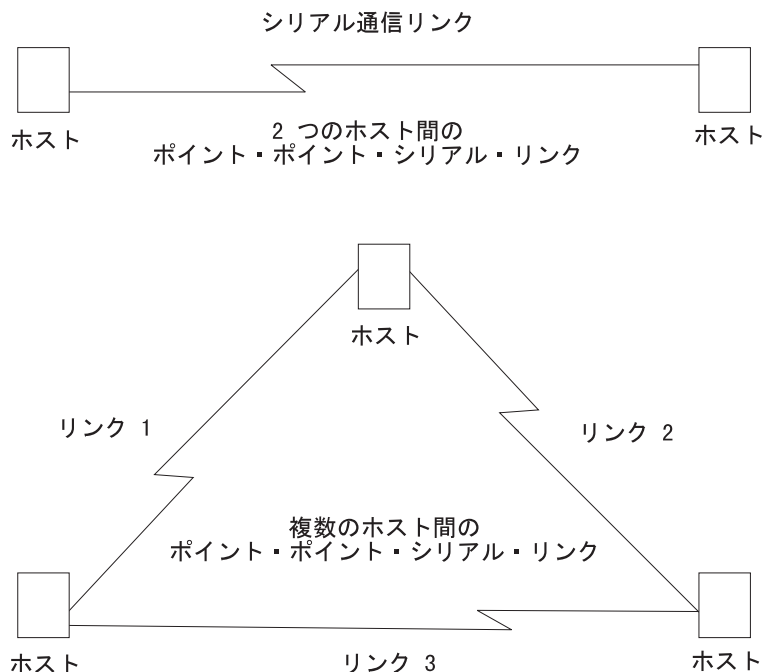 シリアル通信リンク
ホスト
ホスト
2 つのホスト間の
ポイント・ポイント・シリアル・リンク
ホスト
リンク 1
リンク 2
複数のホスト間の
ポイント・ポイント・シリアル・リンク
ホスト
リンク 3
ホスト